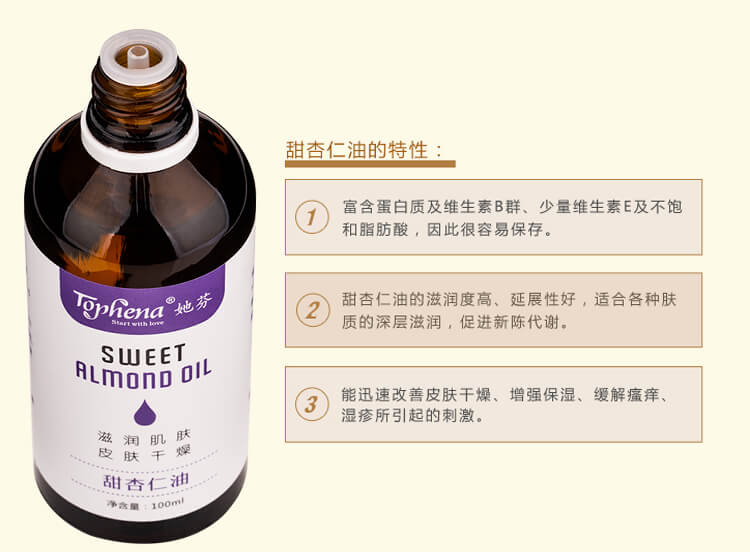 Tophena® 她芬
Start with love
SWEET
ALMOND OIL
滋润肌肤
皮肤干燥
甜杏仁油
净含量:100ml
甜杏仁油的特性：
1
富含蛋白质及维生素B群、少量维生素E及不饱
和脂肪酸，因此很容易保存。
2
甜杏仁油的滋润度高、延展性好，适合各种肤
质的深层滋润，促进新陈代谢。
3
能迅速改善皮肤干燥、增强保湿、缓解瘙痒、
湿疹所引起的刺激。